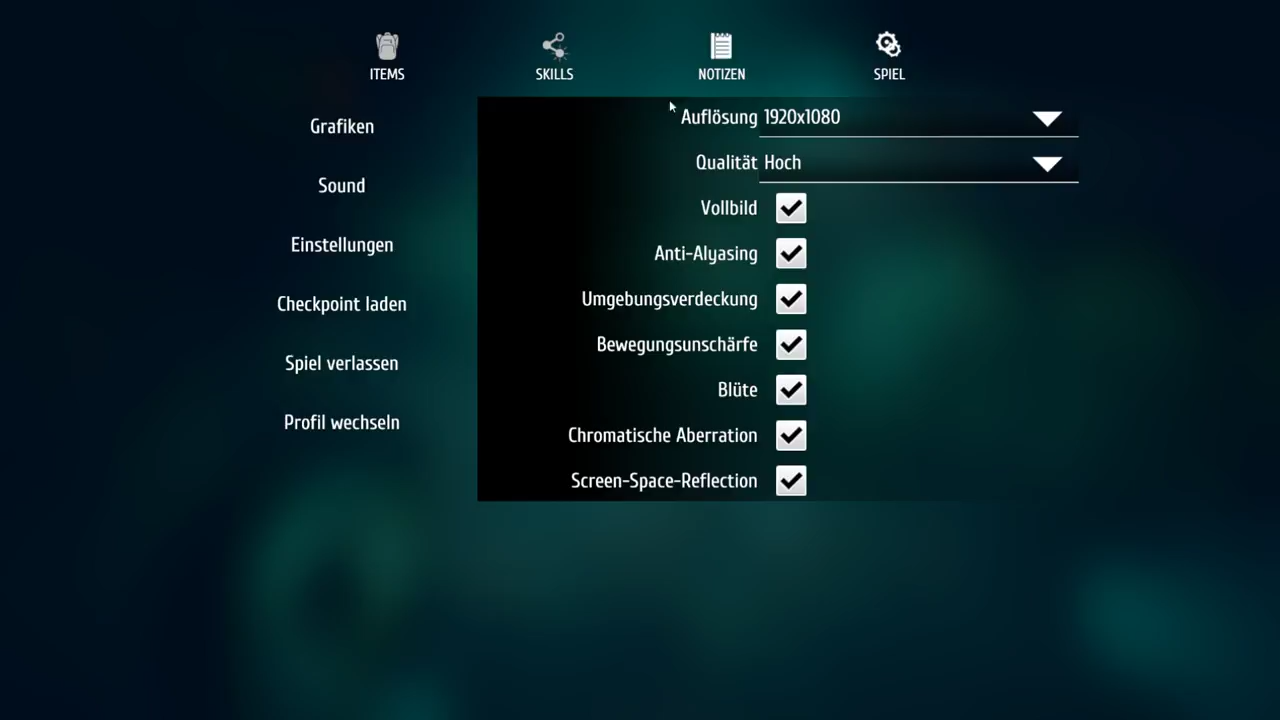 ITEMS SKILLS NOTIZEN SPIEL
Grafiken
Sound
Einstellungen
Checkpoint laden
Spiel verlassen
Profil wechseln
Auflösung 1920x1080
Qualität Hoch
Vollbild
Anti-Alyasing
Umgebungsverdeckung
Bewegungsunschärfe
Blüte
Chromatische Aberration
Screen-Space-Reflection